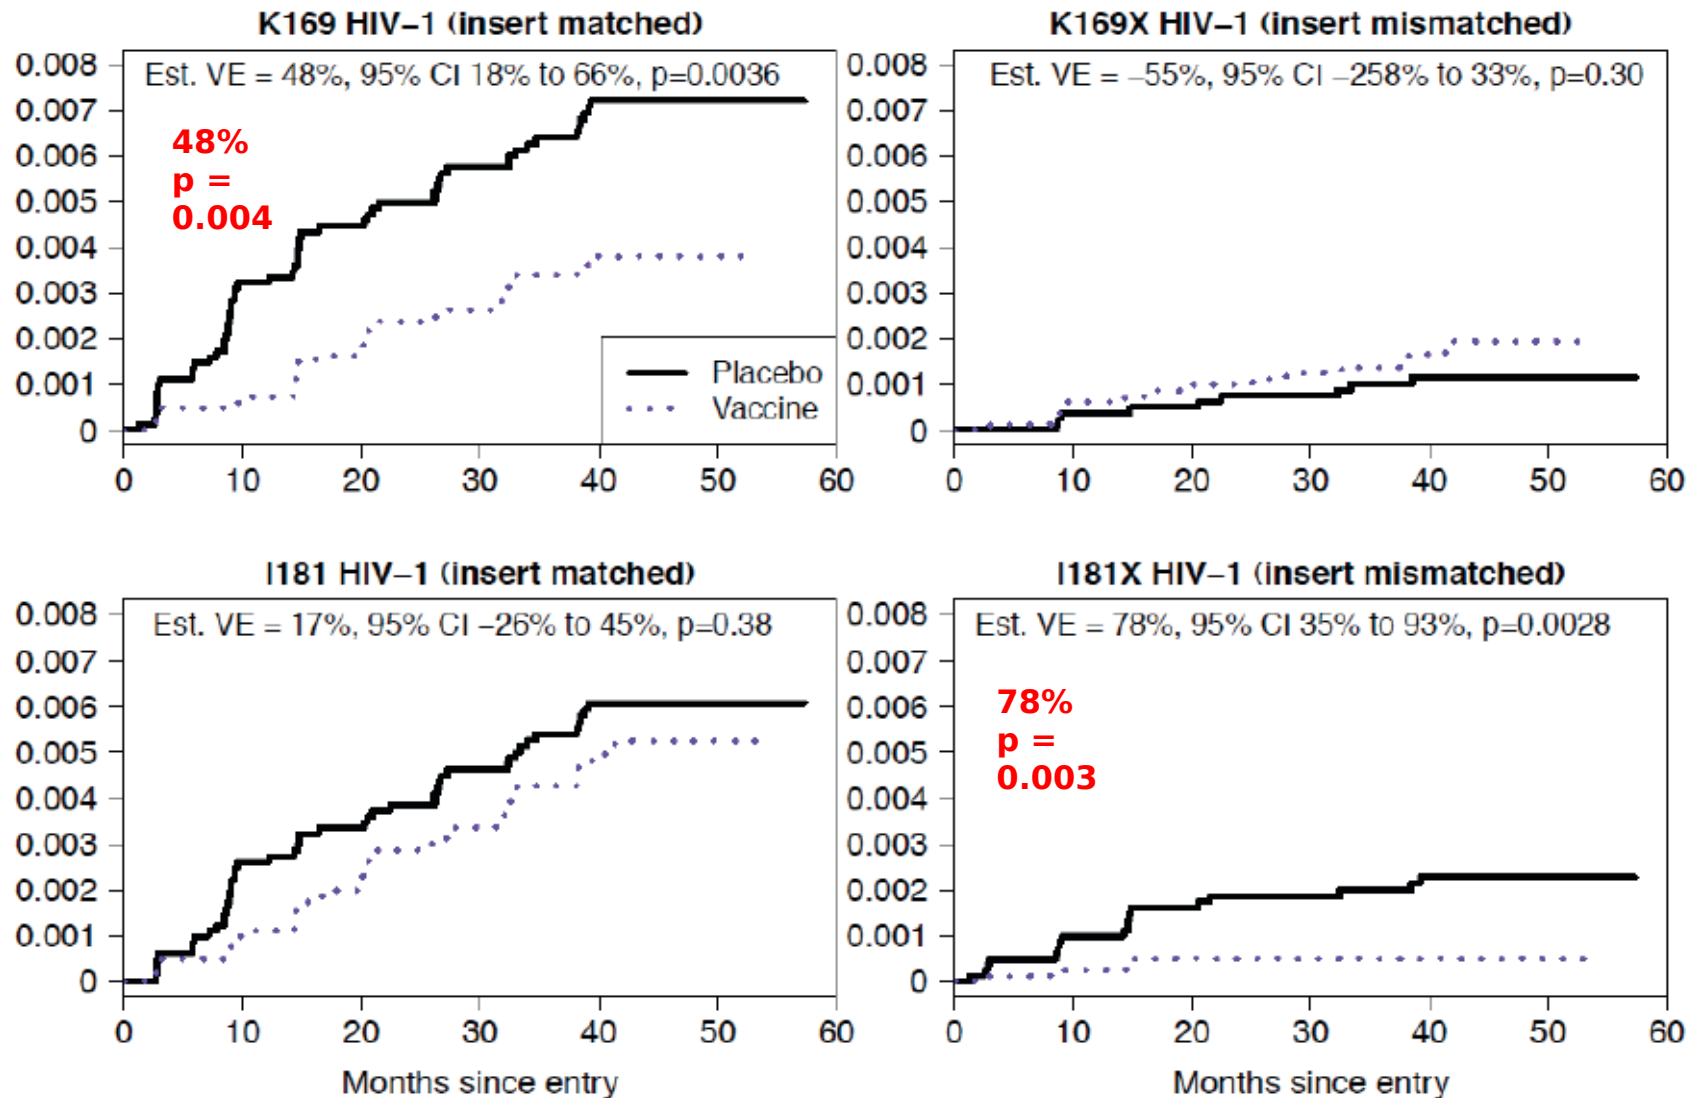 K169 HIV–1 (insert matched)
Est. VE = 48%, 95% CI 18% to 66%, p=0.0036
48%
p =
0.004
0.008
0.007
0.006
0.005
0.004
0.003
0.002
0.001
0
Placebo
Vaccine
0 10 20 30 40 50 60
K169X HIV–1 (insert mismatched)
Est. VE = –55%, 95% CI –258% to 33%, p=0.30
0.008
0.007
0.006
0.005
0.004
0.003
0.002
0.001
0
0 10 20 30 40 50 60
I181 HIV–1 (insert matched)
Est. VE = 17%, 95% CI –26% to 45%, p=0.38
0.008
0.007
0.006
0.005
0.004
0.003
0.002
0.001
0
0 10 20 30 40 50 60
Months since entry
I181X HIV–1 (insert mismatched)
Est. VE = 78%, 95% CI 35% to 93%, p=0.0028
78%
p =
0.003
0.008
0.007
0.006
0.005
0.004
0.003
0.002
0.001
0
0 10 20 30 40 50 60
Months since entry